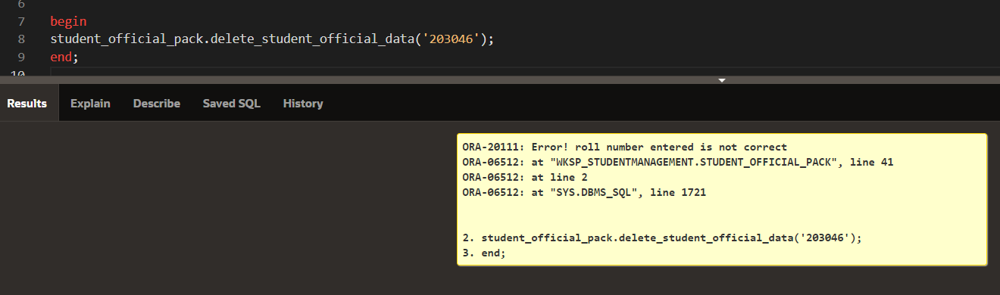 6
7 begin
8 student_official_pack.delete_student_official_data('203046');
9 end;
10
Results Explain Describe Saved SQL History
ORA-20111: Error! roll number entered is not correct
ORA-06512: at "WKSP_STUDENTMANAGEMENT.STUDENT_OFFICIAL_PACK", line 41
ORA-06512: at line 2
ORA-06512: at "SYS.DBMS_SQL", line 1721
2. student_official_pack.delete_student_official_data('203046');
3. end;